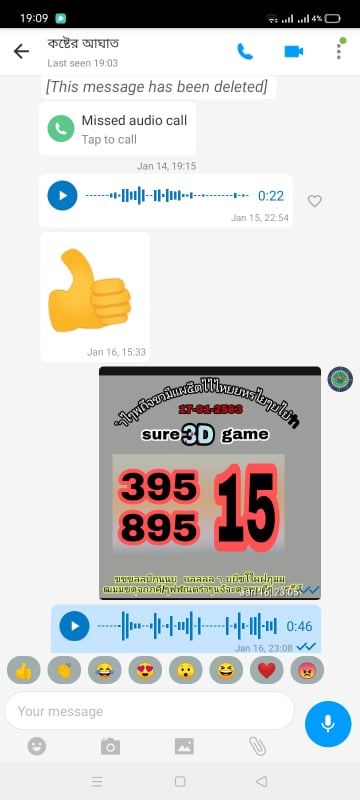 19:09
4%
কষ্টের আঘাত
Last seen 19:03
[This message has been deleted]
Missed audio call
Tap to call
Jan 14, 19:15
0:22
Jan 15, 22:54
Jan 16, 15:33
17-01-2563
sure 3D game
395
895
15
Jan 16, 23:05
0:46
Jan 16, 23:08
Your message